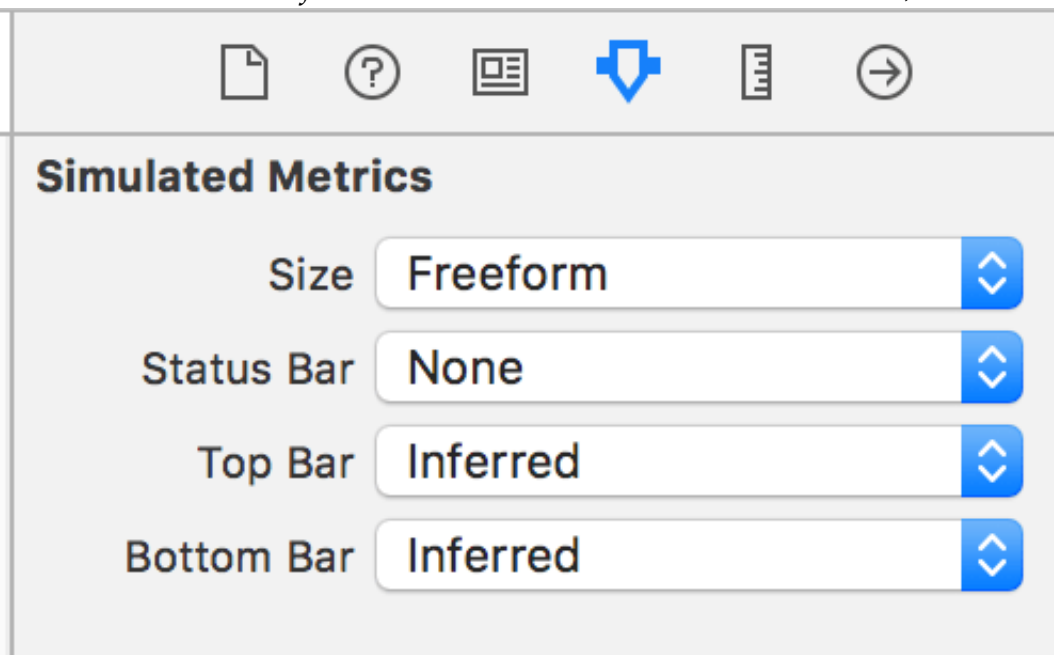 Simulated Metrics
Size Freeform
Status Bar None
Top Bar Inferred
Bottom Bar Inferred